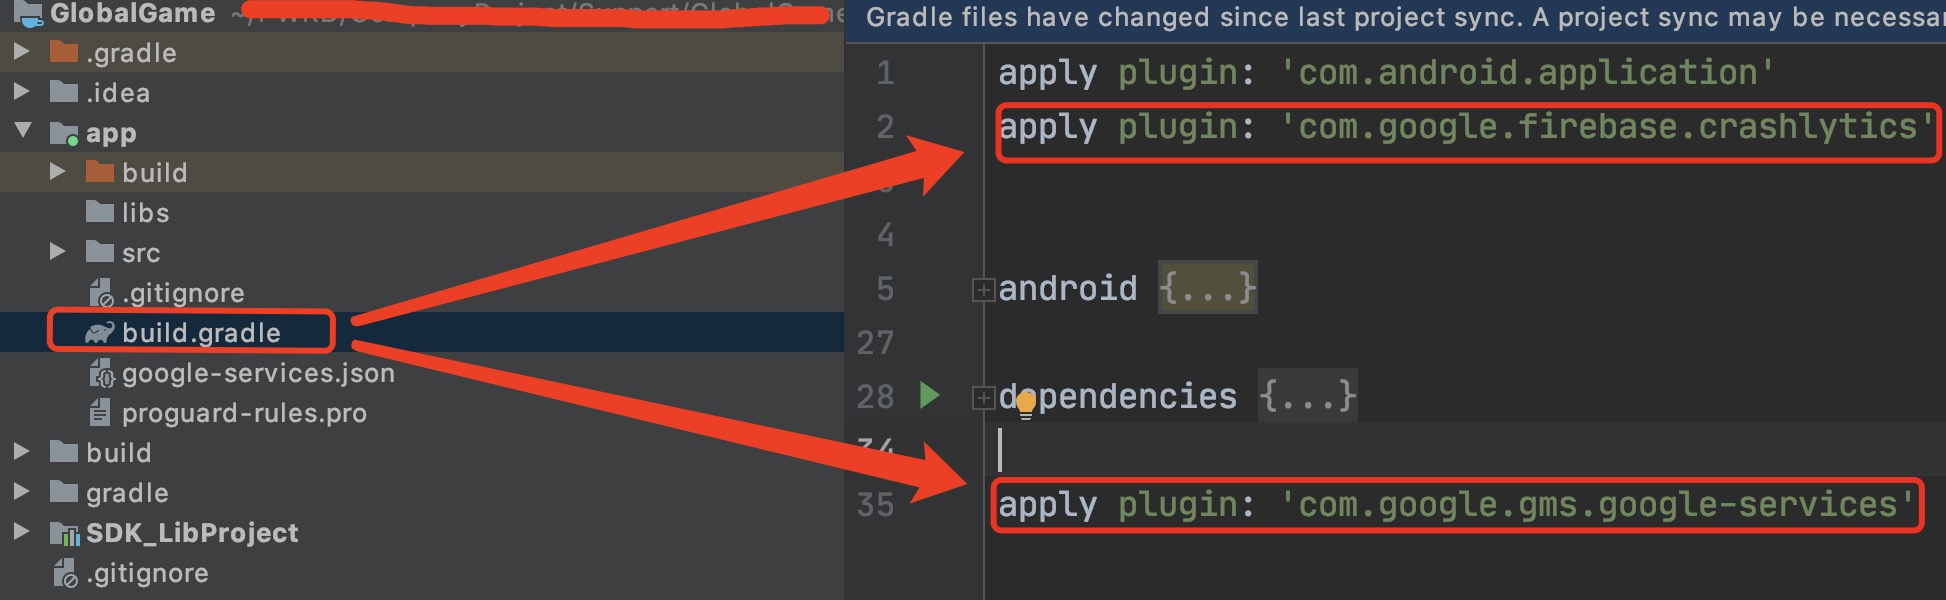 GlobalGame
.gradle
.idea
app
build
libs
src
.gitignore
build.gradle
google-services.json
proguard-rules.pro
build
gradle
SDK_LibProject
.gitignore
Gradle files have changed since last project sync. A project sync may be necessa
1 apply plugin: 'com.android.application'
2 apply plugin: 'com.google.firebase.crashlytics'
4
5 android {...}
27
28 dependencies {...}
34
35 apply plugin: 'com.google.gms.google-services'